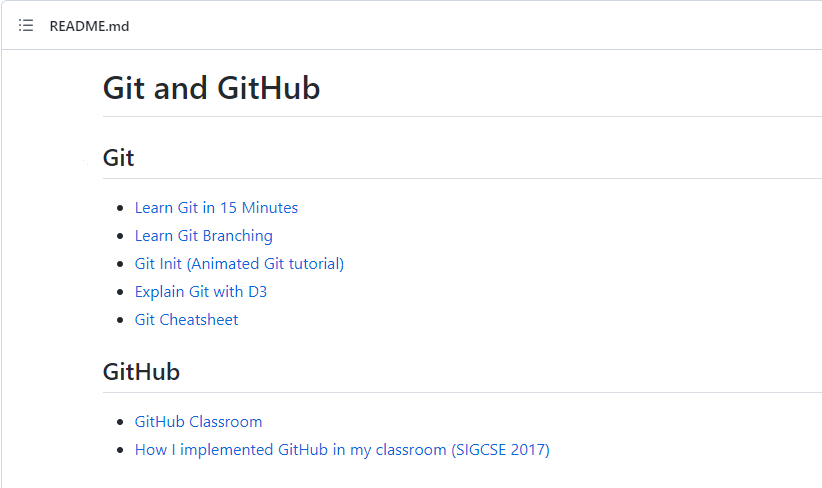 README.md
Git and GitHub
Git
Learn Git in 15 Minutes
Learn Git Branching
Git Init (Animated Git tutorial)
Explain Git with D3
Git Cheatsheet
GitHub
GitHub Classroom
How I implemented GitHub in my classroom (SIGCSE 2017)